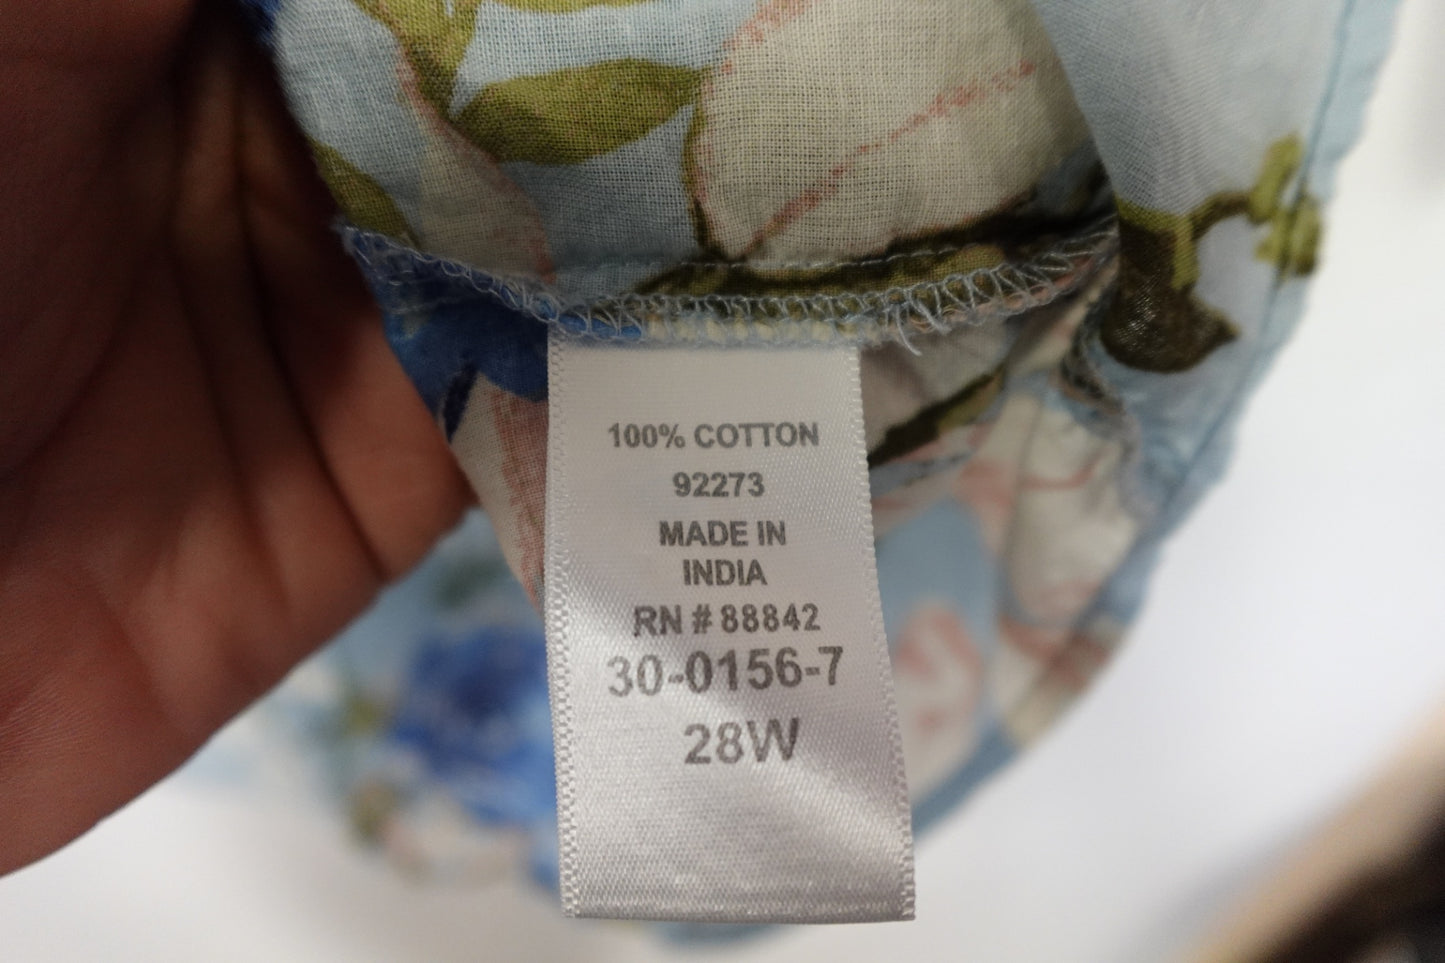 100% COTTON
92273
MADE IN
INDIA
RN # 88842
30-0156-7
28W